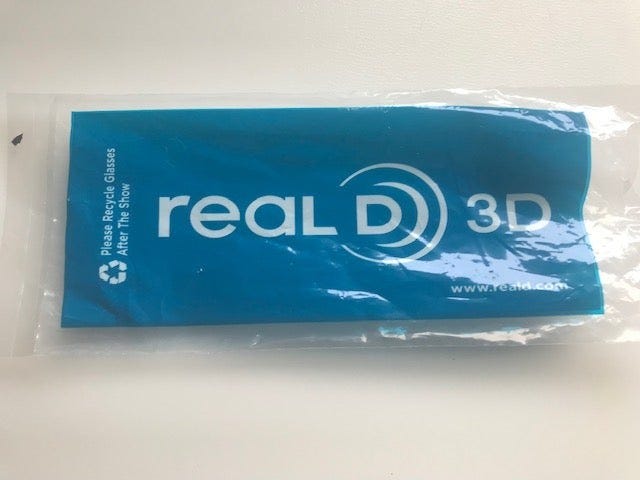 Please Recycle Glasses
After The Show
reaL D 3D
www.reald.com